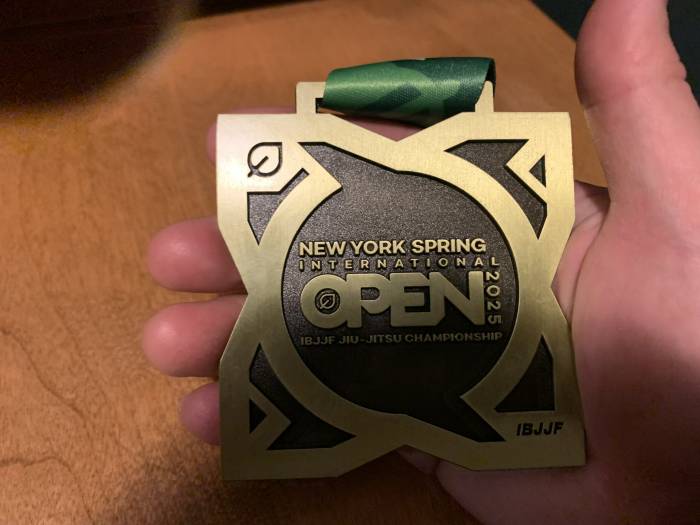 NEW YORK SPRING
INTERNATIONAL
OPEN
2025
IBJJF JIU-JITSU CHAMPIONSHIP
IBJJF